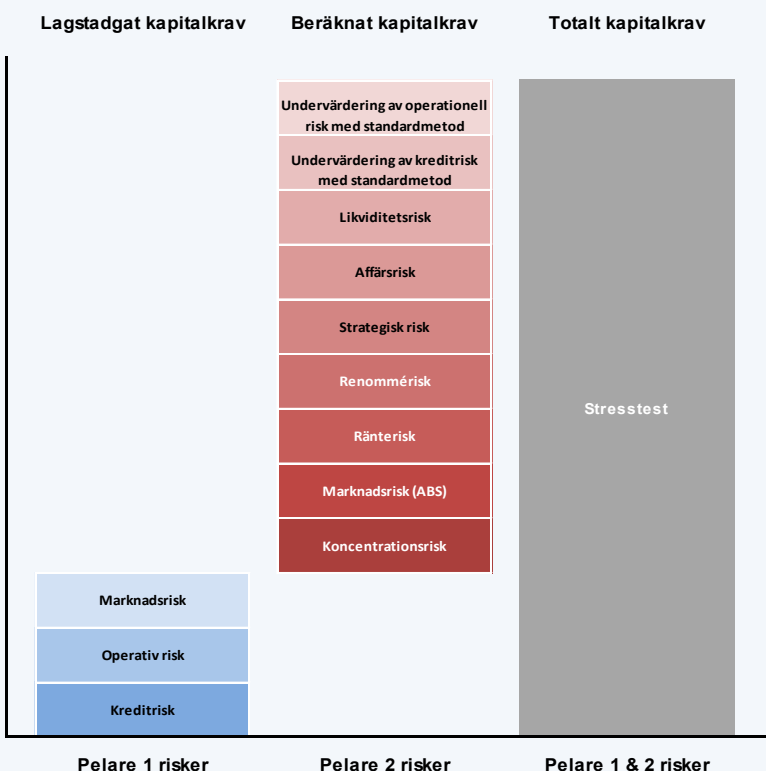 Lagstadgat kapitalkrav
Beräknat kapitalkrav
Totalt kapitalkrav
Undervärdering av operationell
risk med standardmetod
Undervärdering av kreditrisk
med standardmetod
Likviditetsrisk
Affärsrisk
Strategisk risk
Renommérisk
Ränterisk
Marknadsrisk (ABS)
Koncentrationsrisk
Marknadsrisk
Operativ risk
Kreditrisk
Stresstest
Pelare 1 risker
Pelare 2 risker
Pelare 1 & 2 risker